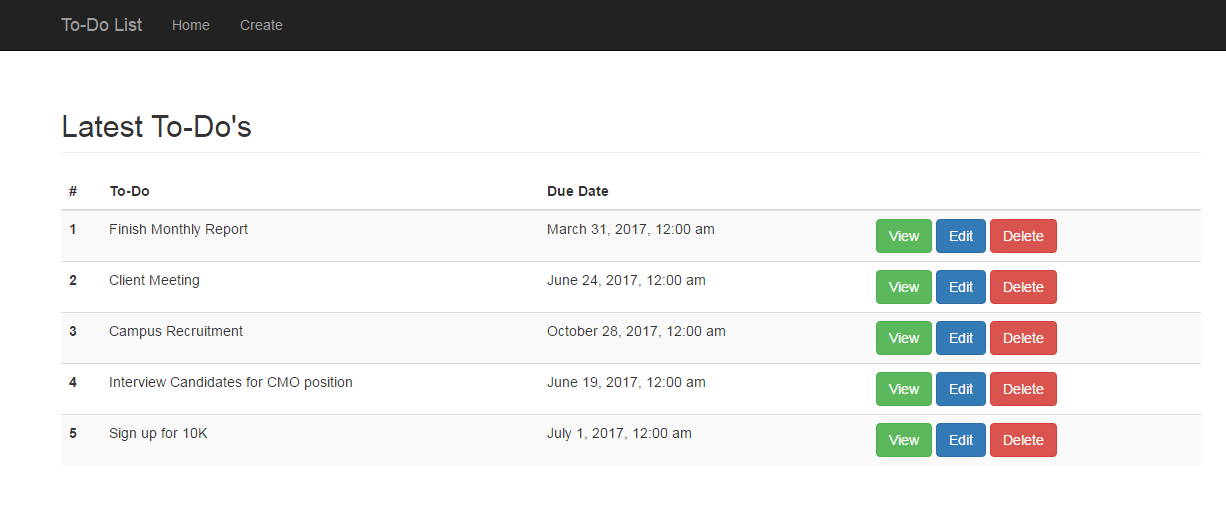 To-Do List Home Create
Latest To-Do's
# To-Do Due Date
1 Finish Monthly Report March 31, 2017, 12:00 am View Edit Delete
2 Client Meeting June 24, 2017, 12:00 am View Edit Delete
3 Campus Recruitment October 28, 2017, 12:00 am View Edit Delete
4 Interview Candidates for CMO position June 19, 2017, 12:00 am View Edit Delete
5 Sign up for 10K July 1, 2017, 12:00 am View Edit Delete